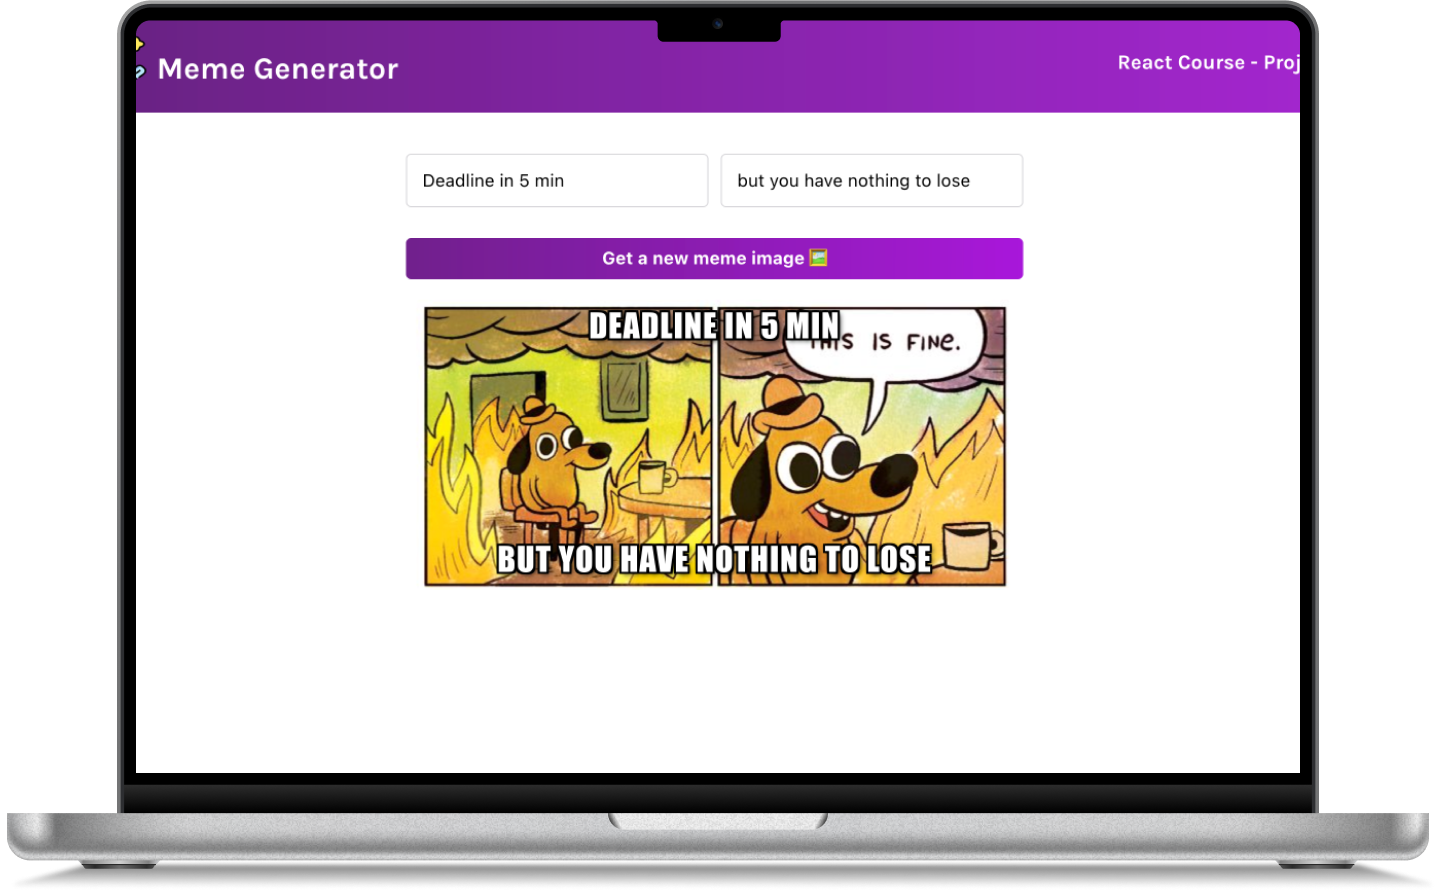 Meme Generator
React Course - Proj
Deadline in 5 min
but you have nothing to lose
Get a new meme image
DEADLINE IN 5 MIN
THIS IS FINE.
BUT YOU HAVE NOTHING TO LOSE